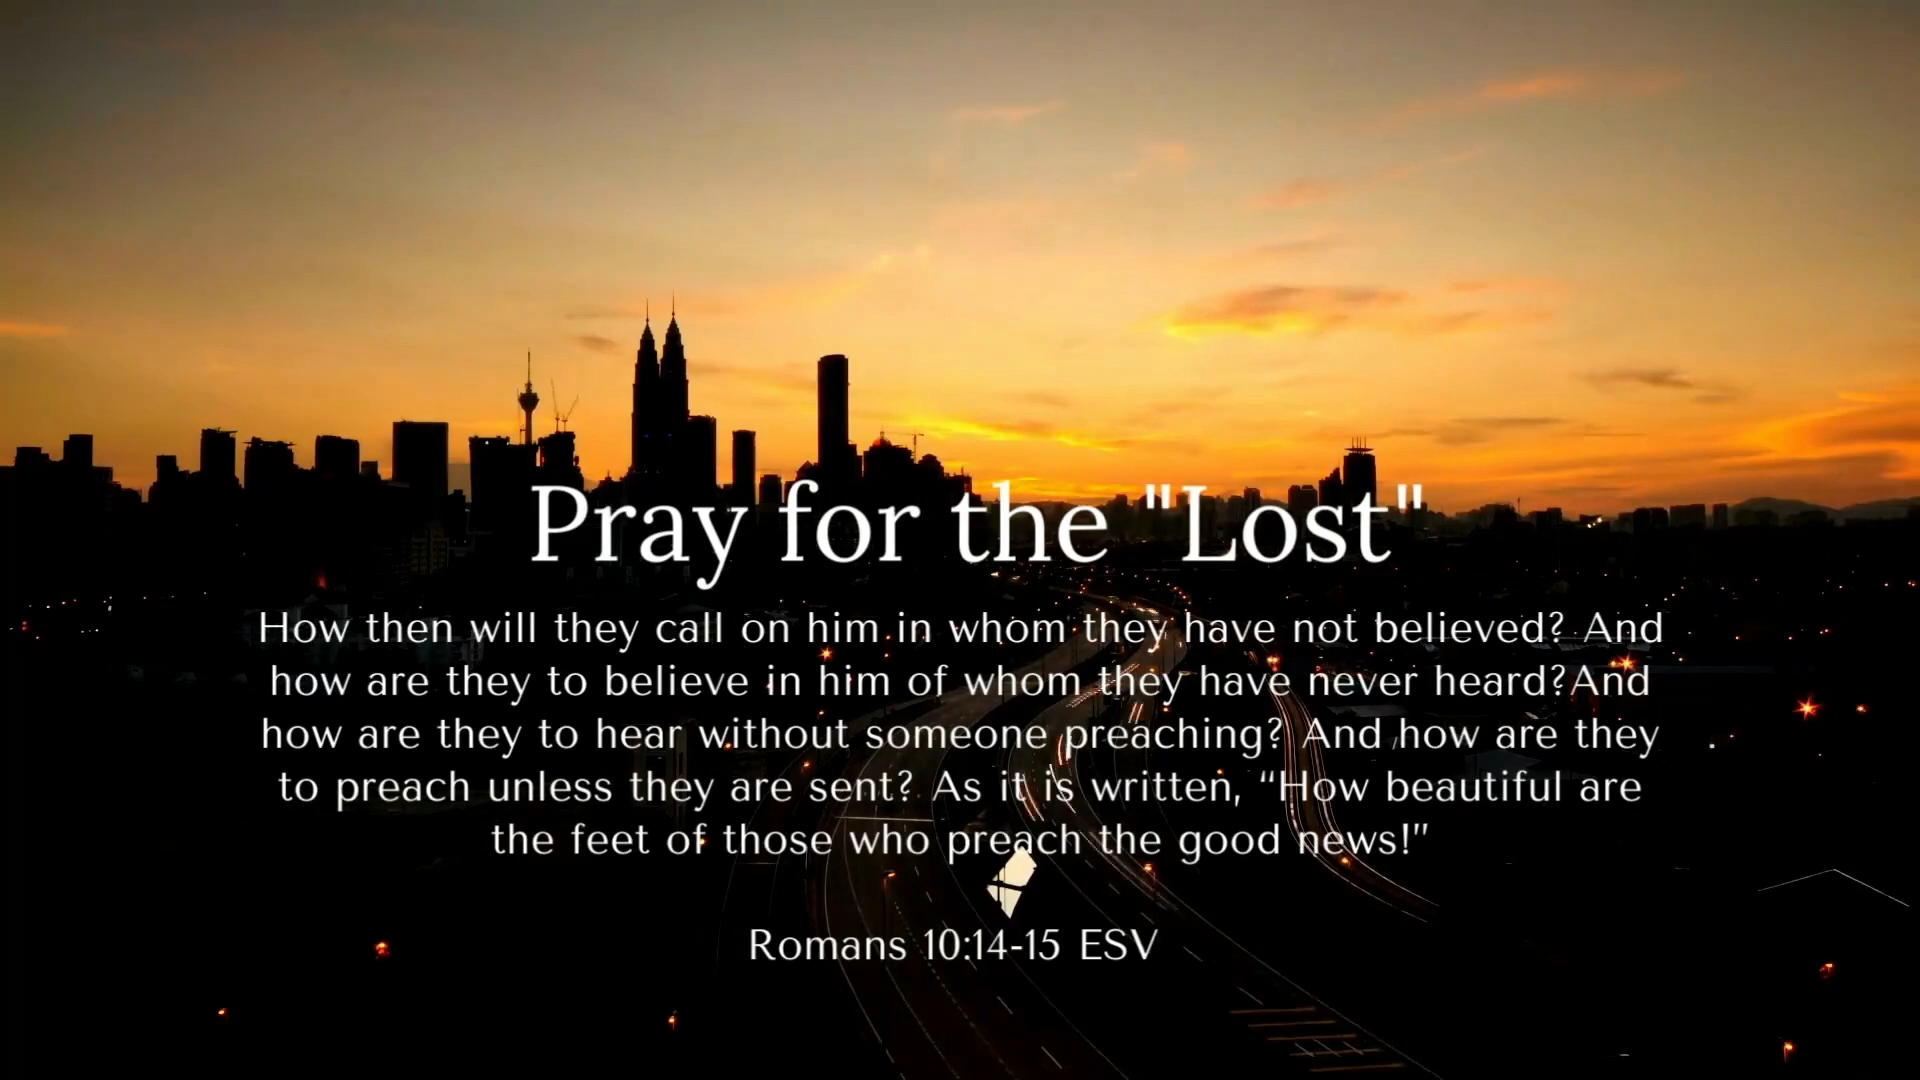 Pray for the "Lost"
How then will they call on him in whom they have not believed? And
how are they to believe in him of whom they have never heard?And
how are they to hear without someone preaching? And how are they
to preach unless they are sent? As it is written, “How beautiful are
the feet of those who preach the good news!”
Romans 10:14-15 ESV